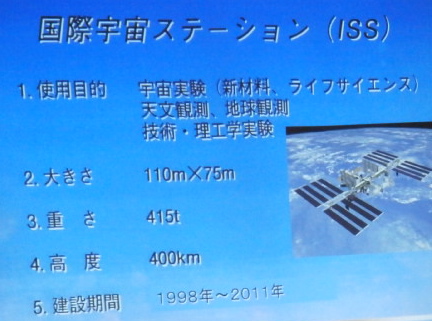 国際宇宙ステーション（ISS）
1. 使用目的　宇宙実験（新材料、ライフサイエンス）
天文観測、地球観測
技術・理工学実験
2. 大きさ　110m×75m
3. 重　さ　415t
4. 高　度　400km
5. 建設期間　1998年～2011年